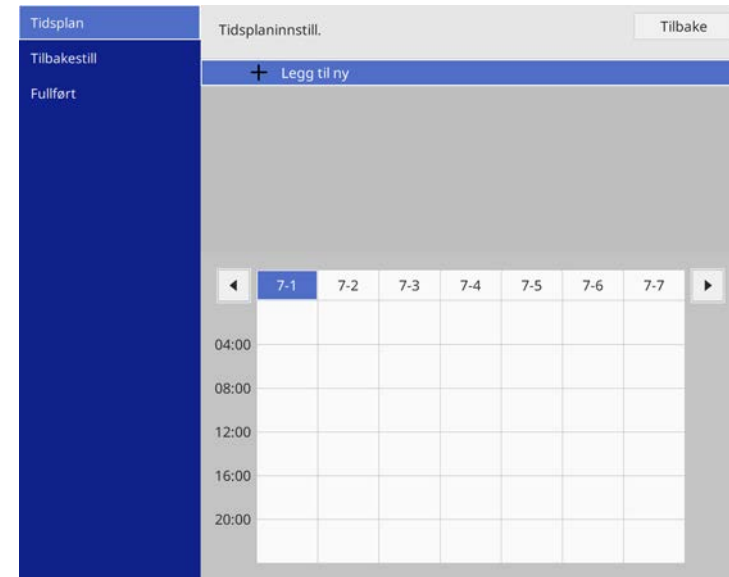 Tidsplan
Tilbakestill
Fullført
Tidsplaninnstill.
Tilbake
+ Legg til ny
7-1 7-2 7-3 7-4 7-5 7-6 7-7
04:00
08:00
12:00
16:00
20:00